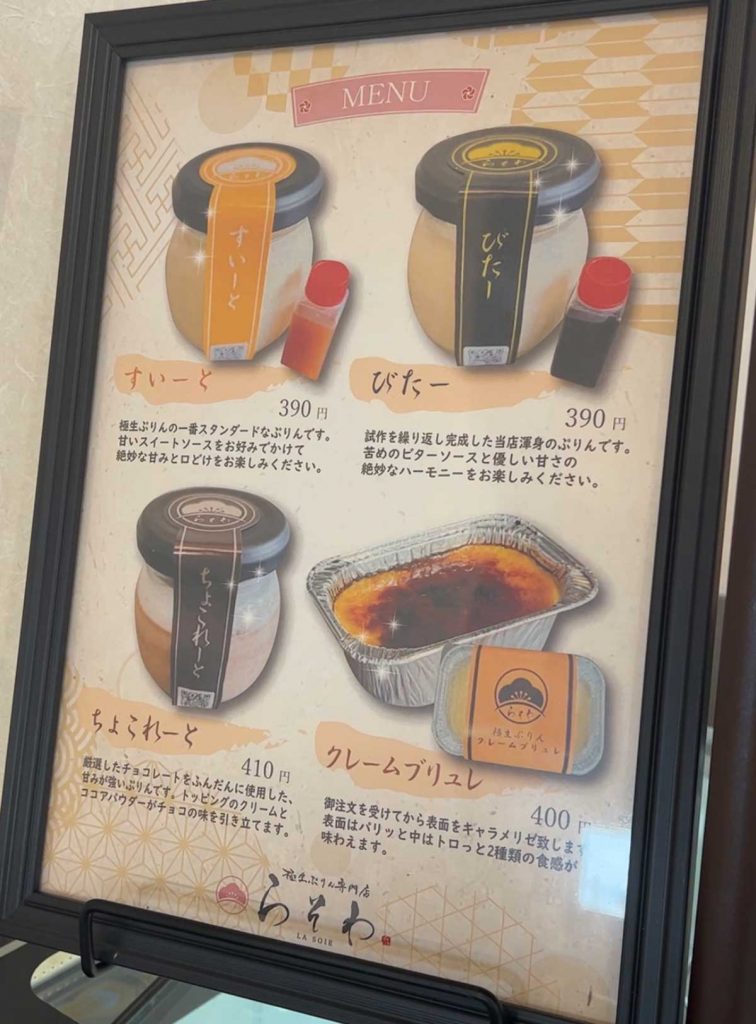 MENU
すいーと
びたー
すいーと
390円
極生ぷりんの一番スタンダードなぷりんです。
甘いスイートソースをお好みでかけて
絶妙な甘みと口どけをお楽しみください。
びたー
390円
試作を繰り返し完成した当店渾身のぷりんです。
苦めのビターソースと優しい甘さの
絶妙なハーモニーをお楽しみください。
らそわ
ちょこれーと
ちょこれーと
410円
厳選したチョコレートをふんだんに使用した、
甘みが強いぷりんです。トッピングのクリームと
ココアパウダーがチョコの味を引き立てます。
らそわ
極生ぷりん
クレームブリュレ
クレームブリュレ
400円
御注文を受けてから表面をキャラメリゼ致します
表面はパリッと中はトロっと2種類の食感が
味わえます。
極生ぷりん専門店
らそわ
LA SOIE